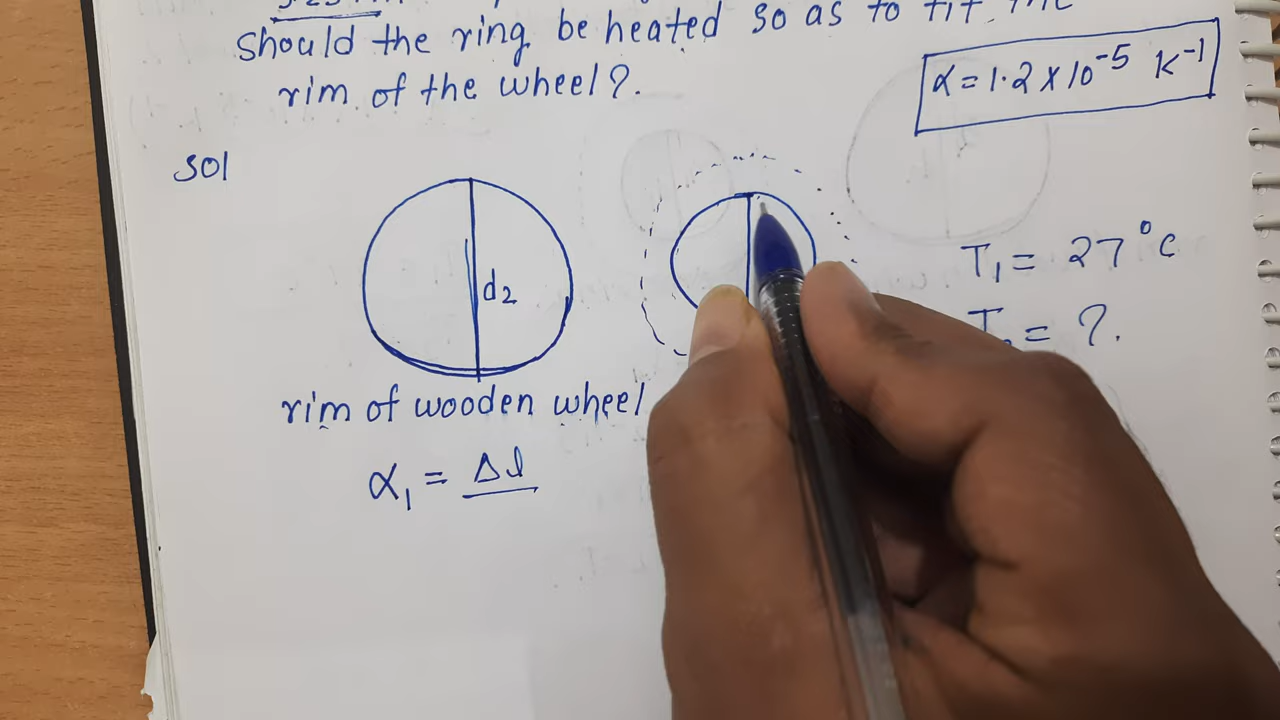 should the ring be heated so as to fit the
rim of the wheel?.
α = 1.2 × 10⁻⁵ K⁻¹
sol
d₂
T₁ = 27°C
= ?.
rim of wooden wheel
α₁ = Δl